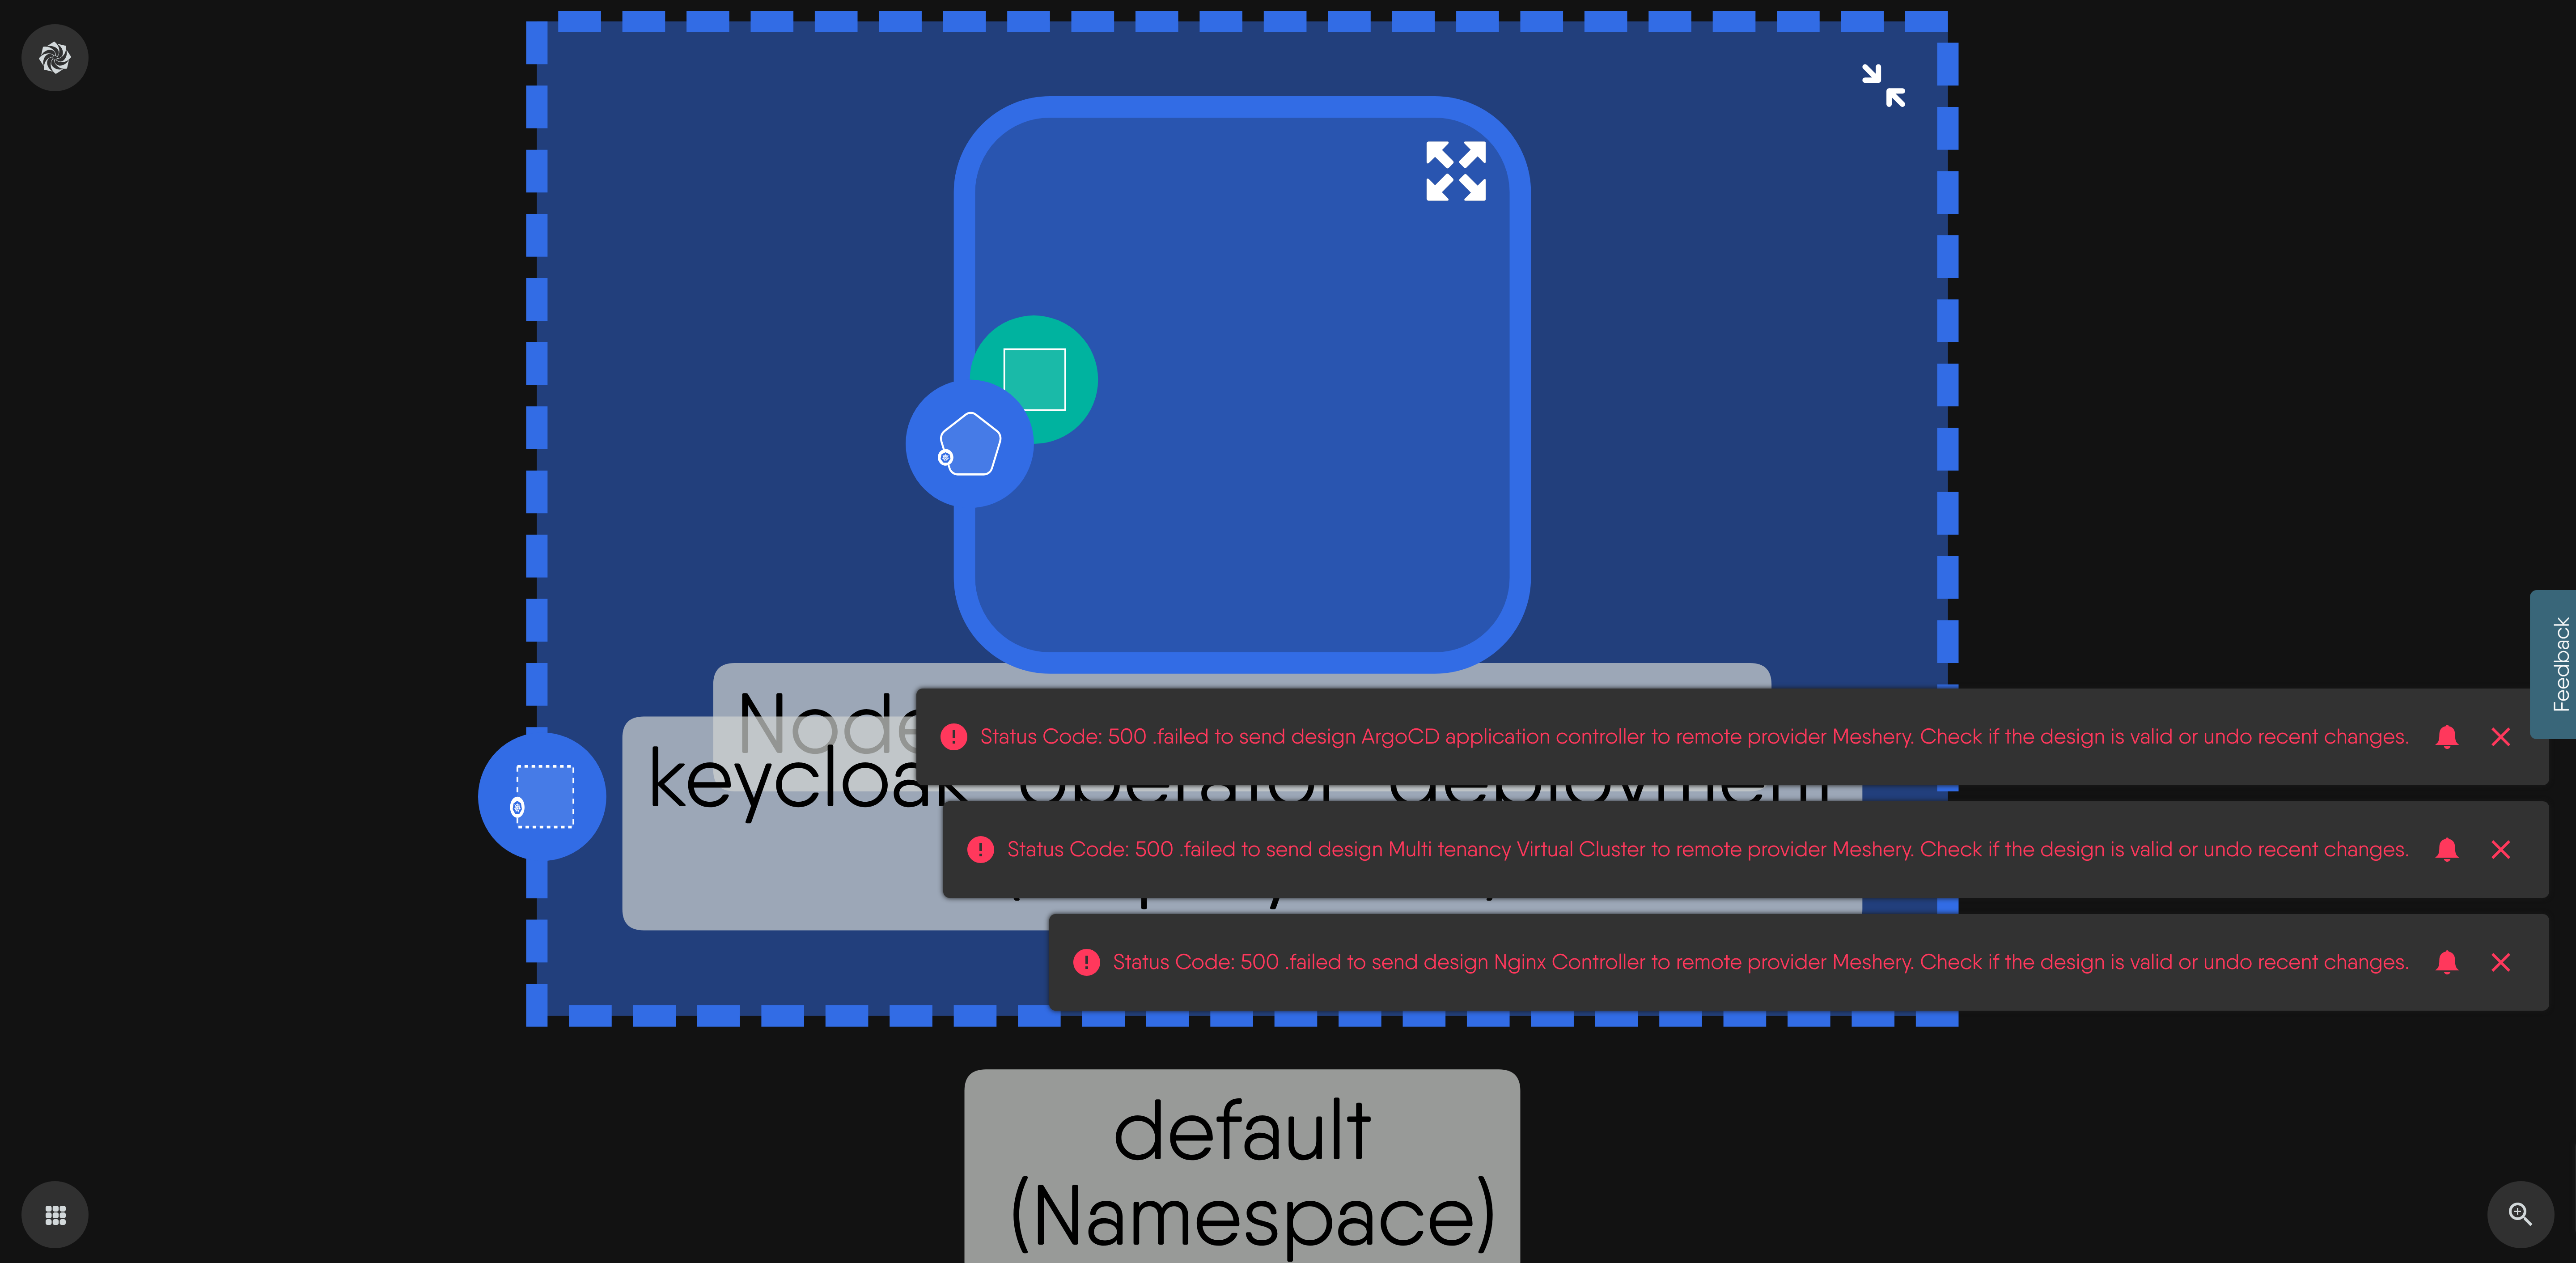 Node
Status Code: 500 .failed to send design ArgoCD application controller to remote provider Meshery. Check if the design is valid or undo recent changes.
keycloak operator deployment
Status Code: 500 .failed to send design Multi tenancy Virtual Cluster to remote provider Meshery. Check if the design is valid or undo recent changes.
Status Code: 500 .failed to send design Nginx Controller to remote provider Meshery. Check if the design is valid or undo recent changes.
Feedback
default
(Namespace)